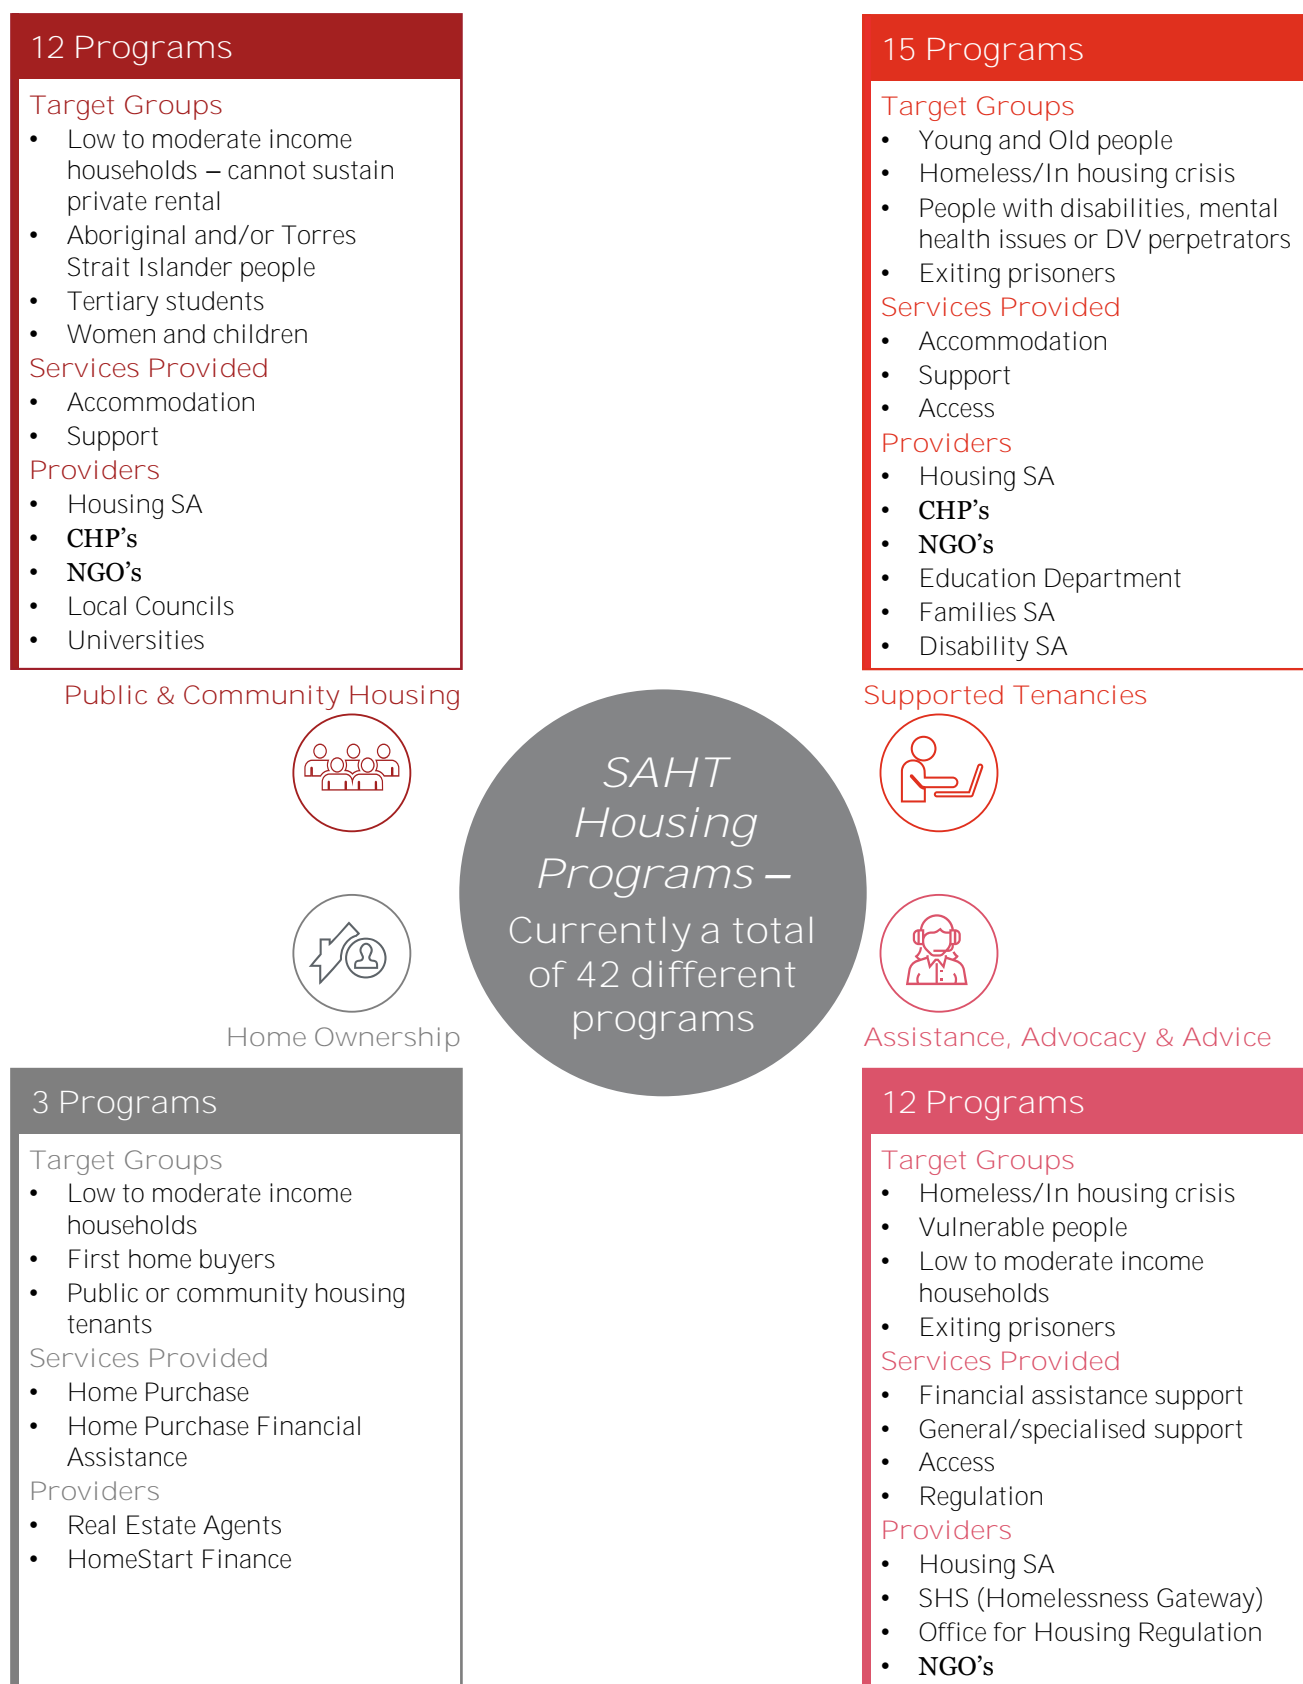 12 Programs
Target Groups
• Low to moderate income
households – cannot sustain
private rental
• Aboriginal and/or Torres
Strait Islander people
• Tertiary students
• Women and children
Services Provided
• Accommodation
• Support
Providers
• Housing SA
• CHP’s
• NGO’s
• Local Councils
• Universities
Public & Community Housing
15 Programs
Target Groups
• Young and Old people
• Homeless/In housing crisis
• People with disabilities, mental
health issues or DV perpetrators
• Exiting prisoners
Services Provided
• Accommodation
• Support
• Access
Providers
• Housing SA
• CHP’s
• NGO’s
• Education Department
• Families SA
• Disability SA
Supported Tenancies
SAHT
Housing
Programs –
Currently a total
of 42 different
programs
Home Ownership
3 Programs
Target Groups
• Low to moderate income
households
• First home buyers
• Public or community housing
tenants
Services Provided
• Home Purchase
• Home Purchase Financial
Assistance
Providers
• Real Estate Agents
• HomeStart Finance
Assistance, Advocacy & Advice
12 Programs
Target Groups
• Homeless/In housing crisis
• Vulnerable people
• Low to moderate income
households
• Exiting prisoners
Services Provided
• Financial assistance support
• General/specialised support
• Access
• Regulation
Providers
• Housing SA
• SHS (Homelessness Gateway)
• Office for Housing Regulation
• NGO’s